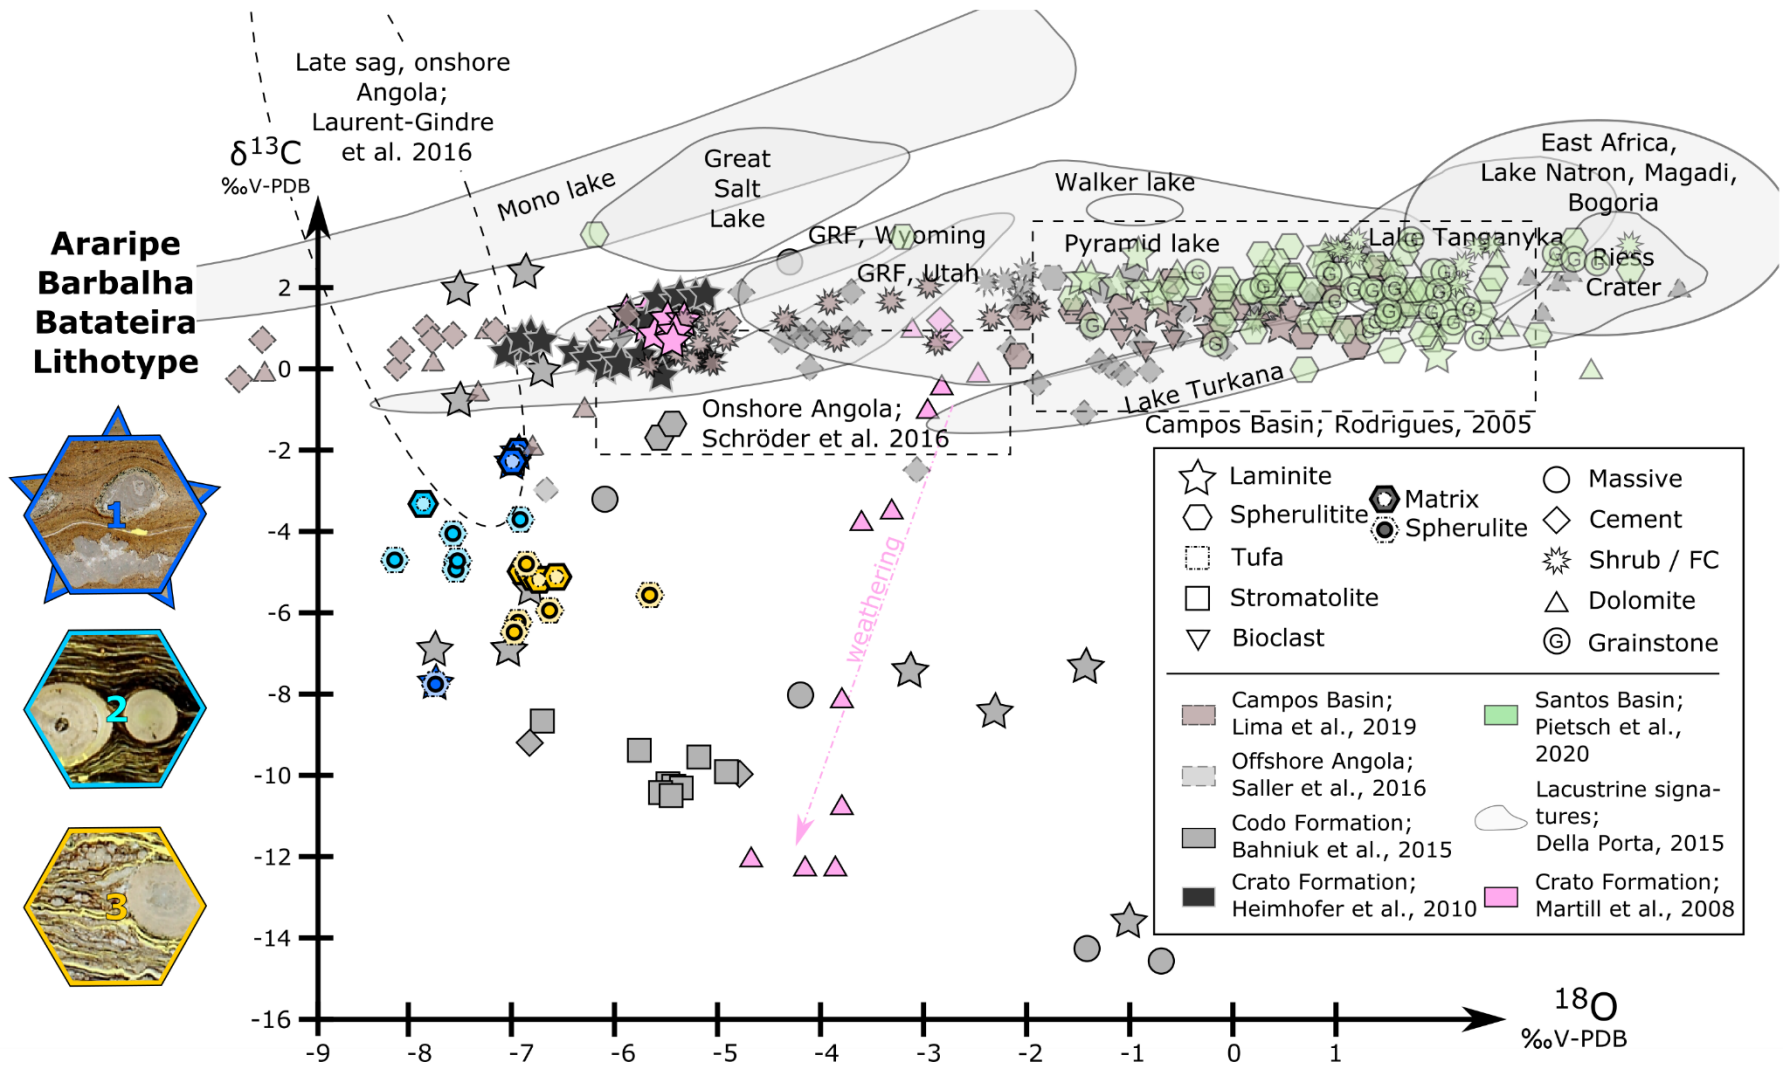 Late sag, onshore
Angola;
Laurent-Gindre
et al. 2016
δ13C
‰V-PDB
Mono lake
Great
Salt
Lake
Walker lake
East Africa,
Lake Natron, Magadi,
Bogoria
GRF, Wyoming
GRF, Utah
Pyramid lake
Lake Tanganyka
Riess
Crater
Araripe
Barbalha
Batateira
Lithotype
Onshore Angola;
Schröder et al. 2016
Lake Turkana
Campos Basin; Rodrigues, 2005
weathering
1
2
3
2
0
-2
-4
-6
-8
-10
-12
-14
-16
-9
-8
-7
-6
-5
-4
-3
-2
-1
0
1
18O
‰V-PDB
Laminite
Spherulitite
Tufa
Stromatolite
Bioclast
Matrix
Spherulite
Massive
Cement
Shrub / FC
Dolomite
G Grainstone
Campos Basin;
Lima et al., 2019
Offshore Angola;
Saller et al., 2016
Codo Formation;
Bahniuk et al., 2015
Crato Formation;
Heimhofer et al., 2010
Santos Basin;
Pietsch et al.,
2020
Lacustrine signa-
tures;
Della Porta, 2015
Crato Formation;
Martill et al., 2008